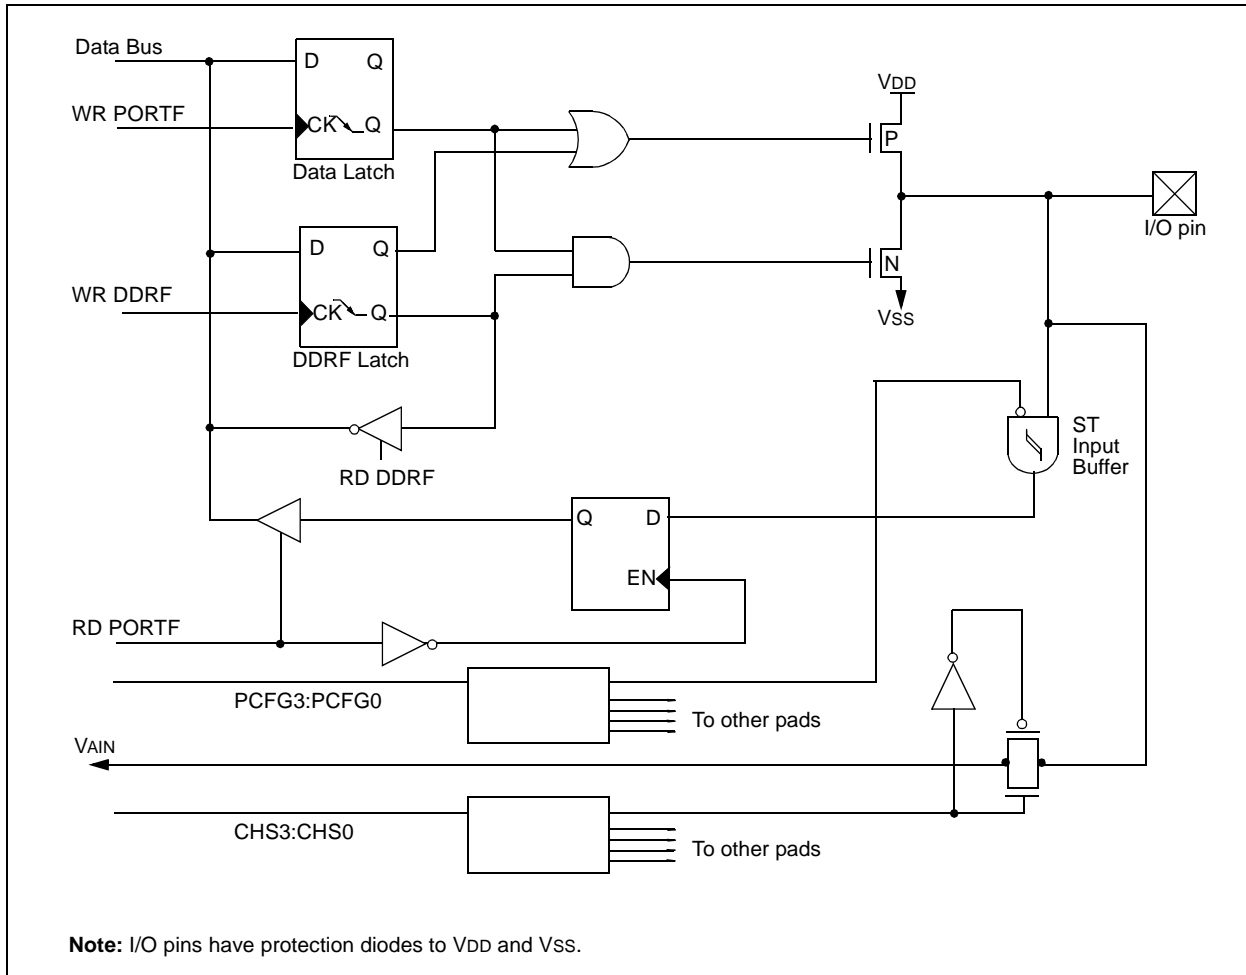 Data Bus
D Q
WR PORTF
CK Q
Data Latch
VDD
P
I/O pin
D Q
N
WR DDRF
CK Q
VSS
DDRF Latch
ST
Input
Buffer
RD DDRF
Q D
EN
RD PORTF
PCFG3:PCFG0
To other pads
VAIN
CHS3:CHS0
To other pads
Note: I/O pins have protection diodes to VDD and VSS.